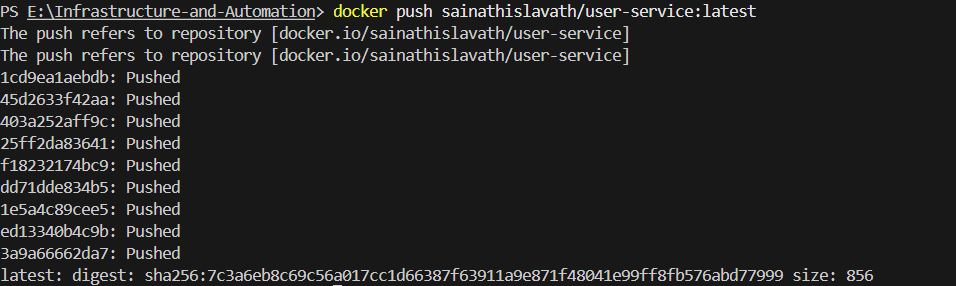 PS E:\Infrastructure-and-Automation> docker push sainathislavath/user-service:latest
The push refers to repository [docker.io/sainathislavath/user-service]
The push refers to repository [docker.io/sainathislavath/user-service]
1cd9ea1aebdb: Pushed
45d2633f42aa: Pushed
403a252aff9c: Pushed
25ff2da83641: Pushed
f18232174bc9: Pushed
dd71dde834b5: Pushed
1e5a4c89cee5: Pushed
ed13340b4c9b: Pushed
3a9a66662da7: Pushed
latest: digest: sha256:7c3a6eb8c69c56a017cc1d66387f63911a9e871f48041e99ff8fb576abd77999 size: 856